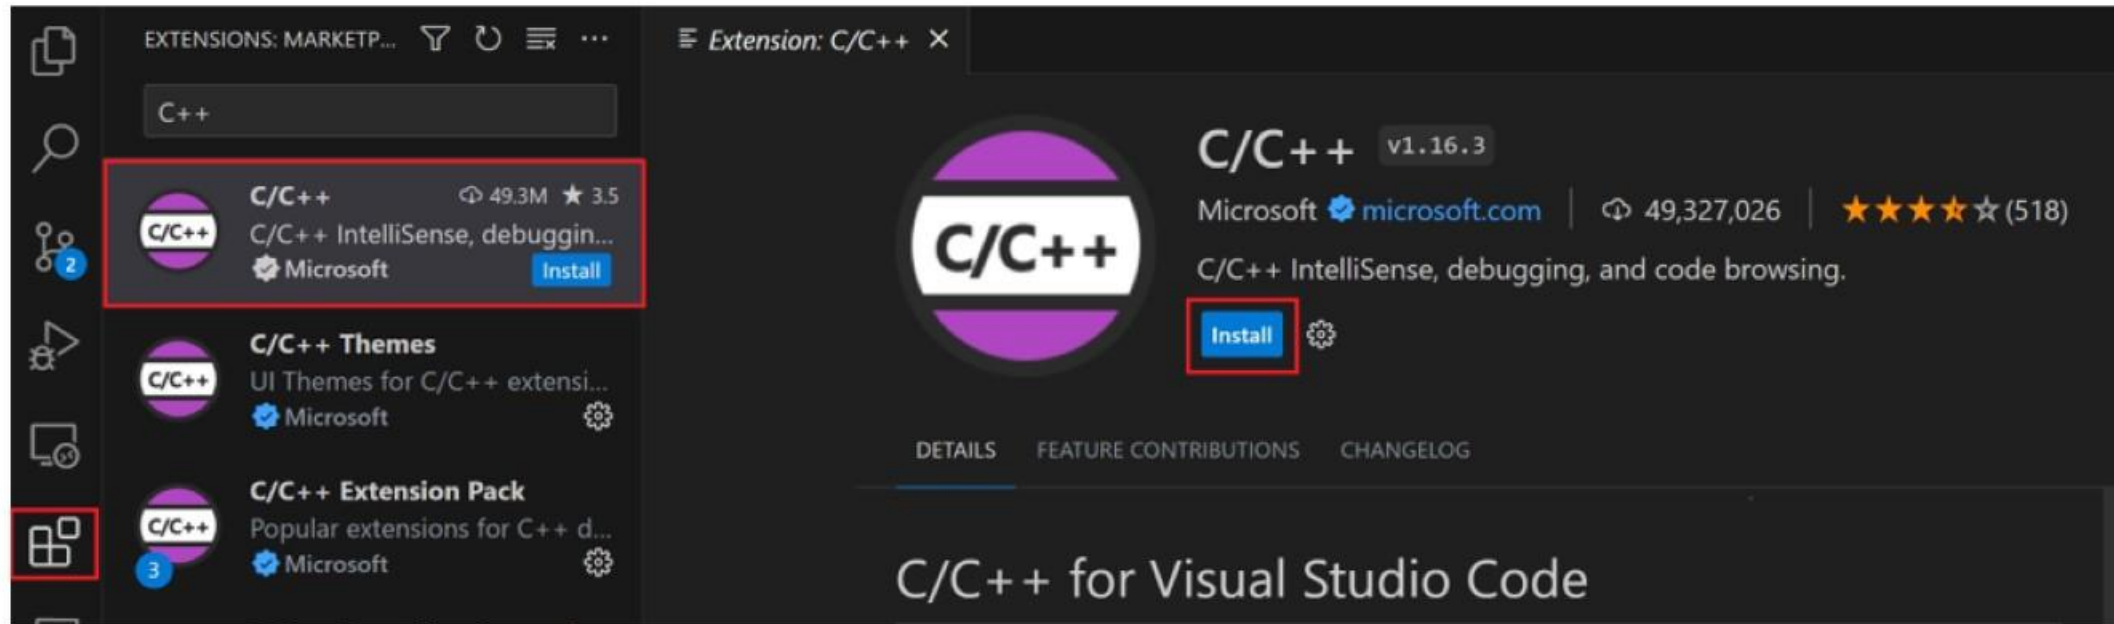 EXTENSIONS: MARKETP...
C++
C/C++ 49.3M ★ 3.5
C/C++ IntelliSense, debuggin...
Microsoft Install
C/C++
C/C++ Themes
UI Themes for C/C++ extensi...
Microsoft
C/C++
C/C++ Extension Pack
Popular extensions for C++ d...
Microsoft
C/C++
3
2
Extension: C/C++
C/C++
C/C++ v1.16.3
Microsoft microsoft.com 49,327,026 (518)
C/C++ IntelliSense, debugging, and code browsing.
Install
DETAILS FEATURE CONTRIBUTIONS CHANGELOG
C/C++ for Visual Studio Code